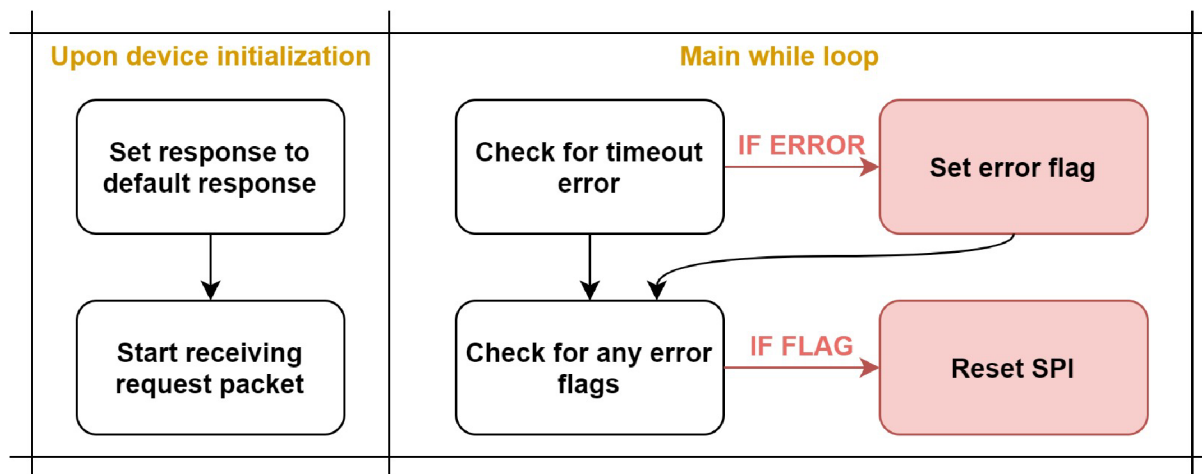 Upon device initialization
Set response to
default response
Start receiving
request packet
Main while loop
Check for timeout
error
IF ERROR
Set error flag
Check for any error
flags
IF FLAG
Reset SPI